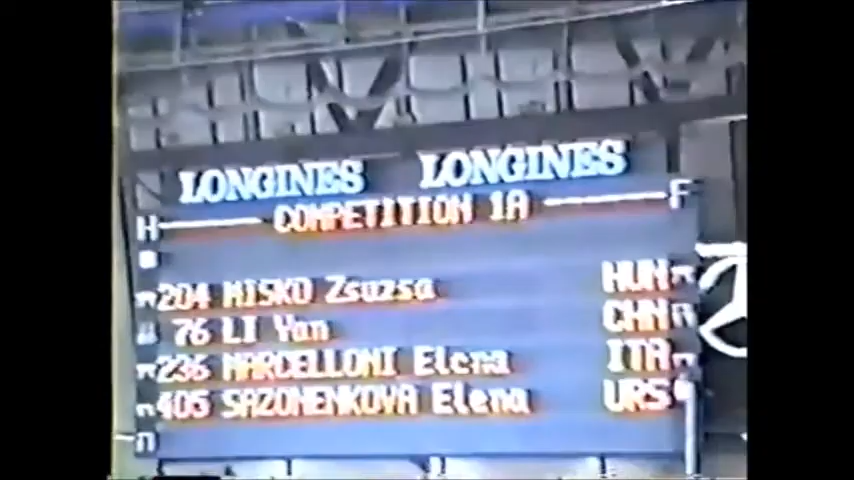 LONGINES LONGINES
COMPETITION 1A
204 MISKO Zsuzsa HUN
76 LI Yan CHN
236 MARCELLONI Elena ITA
405 SAZONENKOVA Elena URS